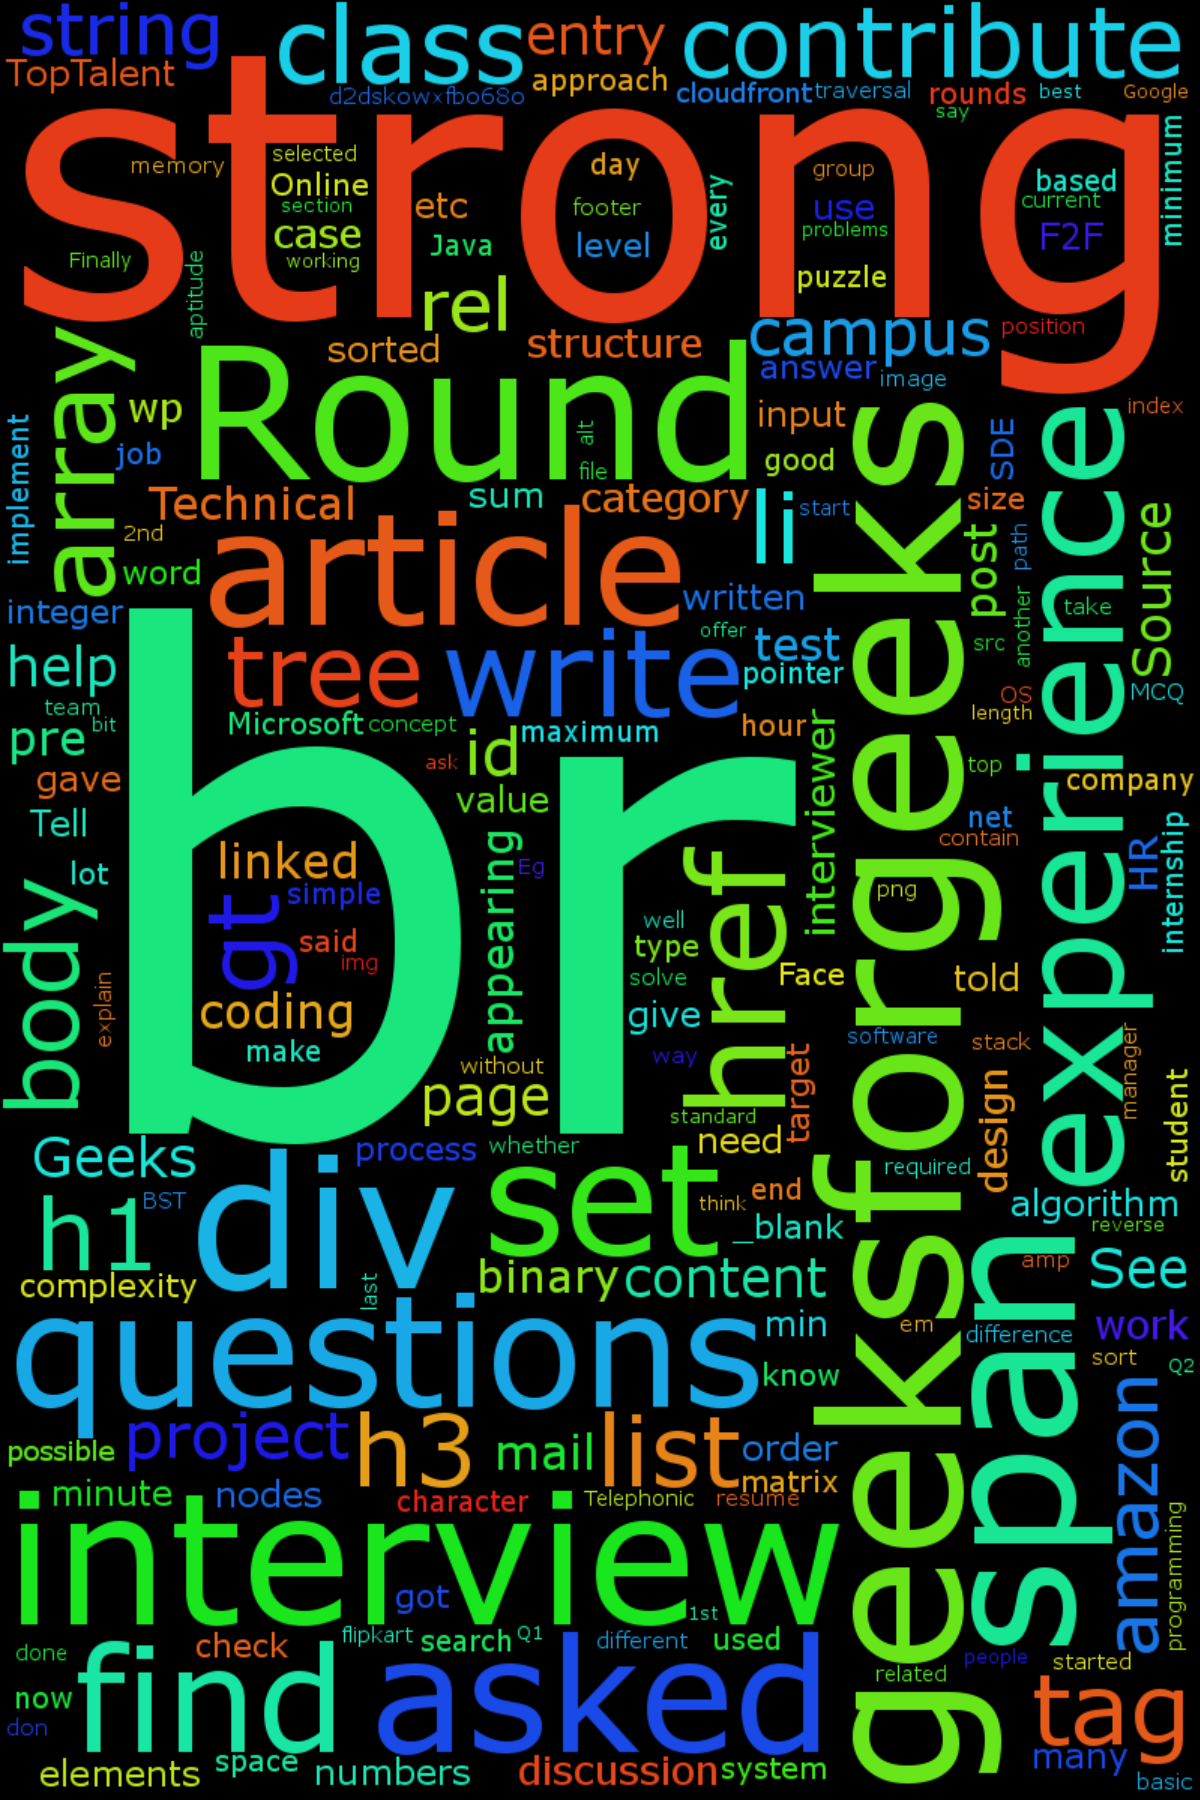 string
class
entry
contribute
TopTalent
approach
d2dskowxfbo68o
cloudfront
traversal
rounds
best
Google
say
strong
memory
selected
Online
section
case
working
etc
Java
day
footer
level
every
group
use
problems
puzzle
based
current
F2F
minimum
Finally
aptitude
rel
campus
position
sorted
structure
answer
image
array
wp
Round
alt
file
input
good
job
implement
SDE
index
geeksforgeeks
experience
Technical
sum
category
li
start
size
2nd
word
article
post
path
Source
integer
written
offer
test
another
take
src
help
tree
write
pointer
OS
MCQ
team
bit
Microsoft
concept
maximum
hour
length
pre
id
ask
interviewer
top
company
gave
value
Tell
net
contain
HR
internship
br
linked
simple
gt
said
img
appearing
Eg
href
lot
body
png
well
type
solve
Face
told
explain
coding
make
give
software
stack
manager
without
way
target
page
standard
need
design
student
Geeks
process
whether
required
set
h1
BST
div
think
end
_blank
algorithm
reverse
complexity
last
binary
content
span
amp
See
questions
min
em
difference
work
know
sort
Q2
possible
project
h3
mail
list
order
matrix
amazon
minute
nodes
character
Telephonic
resume
programming
interview
got
1st
done
check
flipkart
search
Q1
different
used
people
started
related
now
find
asked
tag
don
many
elements
space
numbers
discussion
system
basic